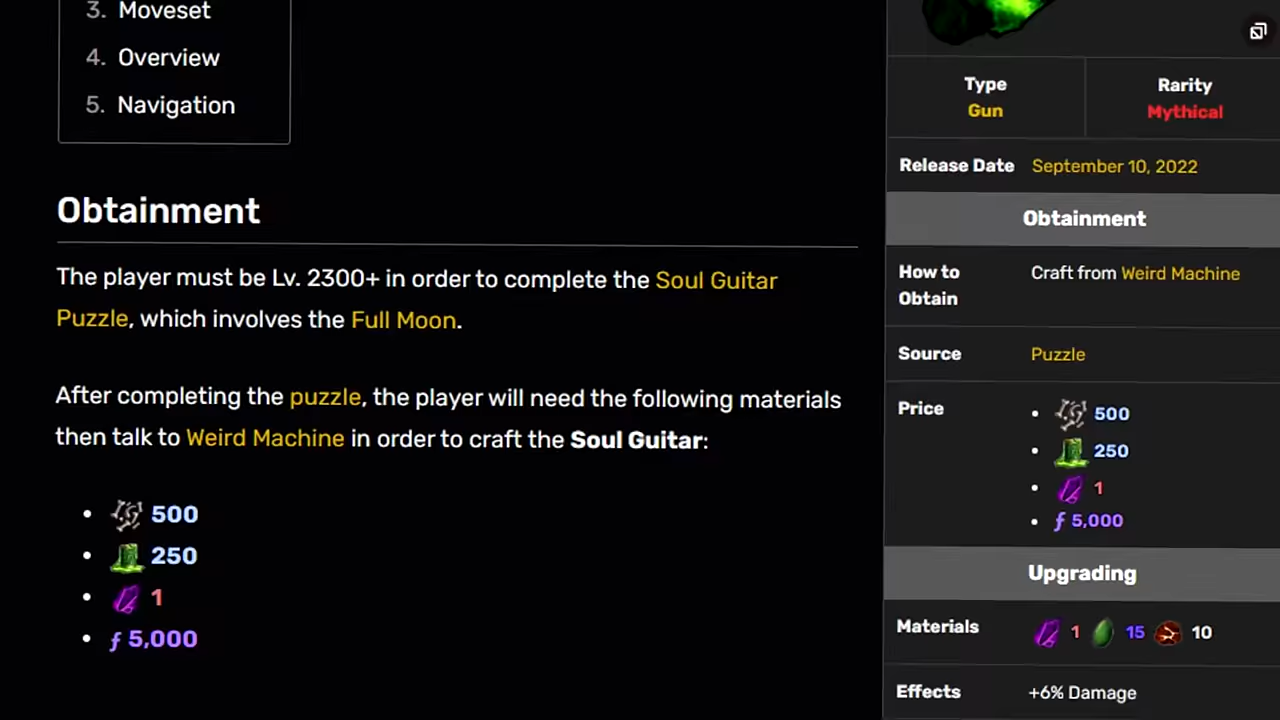 3. Moveset
4. Overview
5. Navigation
Obtainment
The player must be Lv. 2300+ in order to complete the Soul Guitar
Puzzle, which involves the Full Moon.
After completing the puzzle, the player will need the following materials
then talk to Weird Machine in order to craft the Soul Guitar:
• 500
• 250
• 1
• ƒ 5,000
Type
Gun
Rarity
Mythical
Release Date September 10, 2022
Obtainment
How to
Obtain
Craft from Weird Machine
Source Puzzle
Price
• 500
• 250
• 1
• ƒ 5,000
Upgrading
Materials 1 15 10
Effects +6% Damage